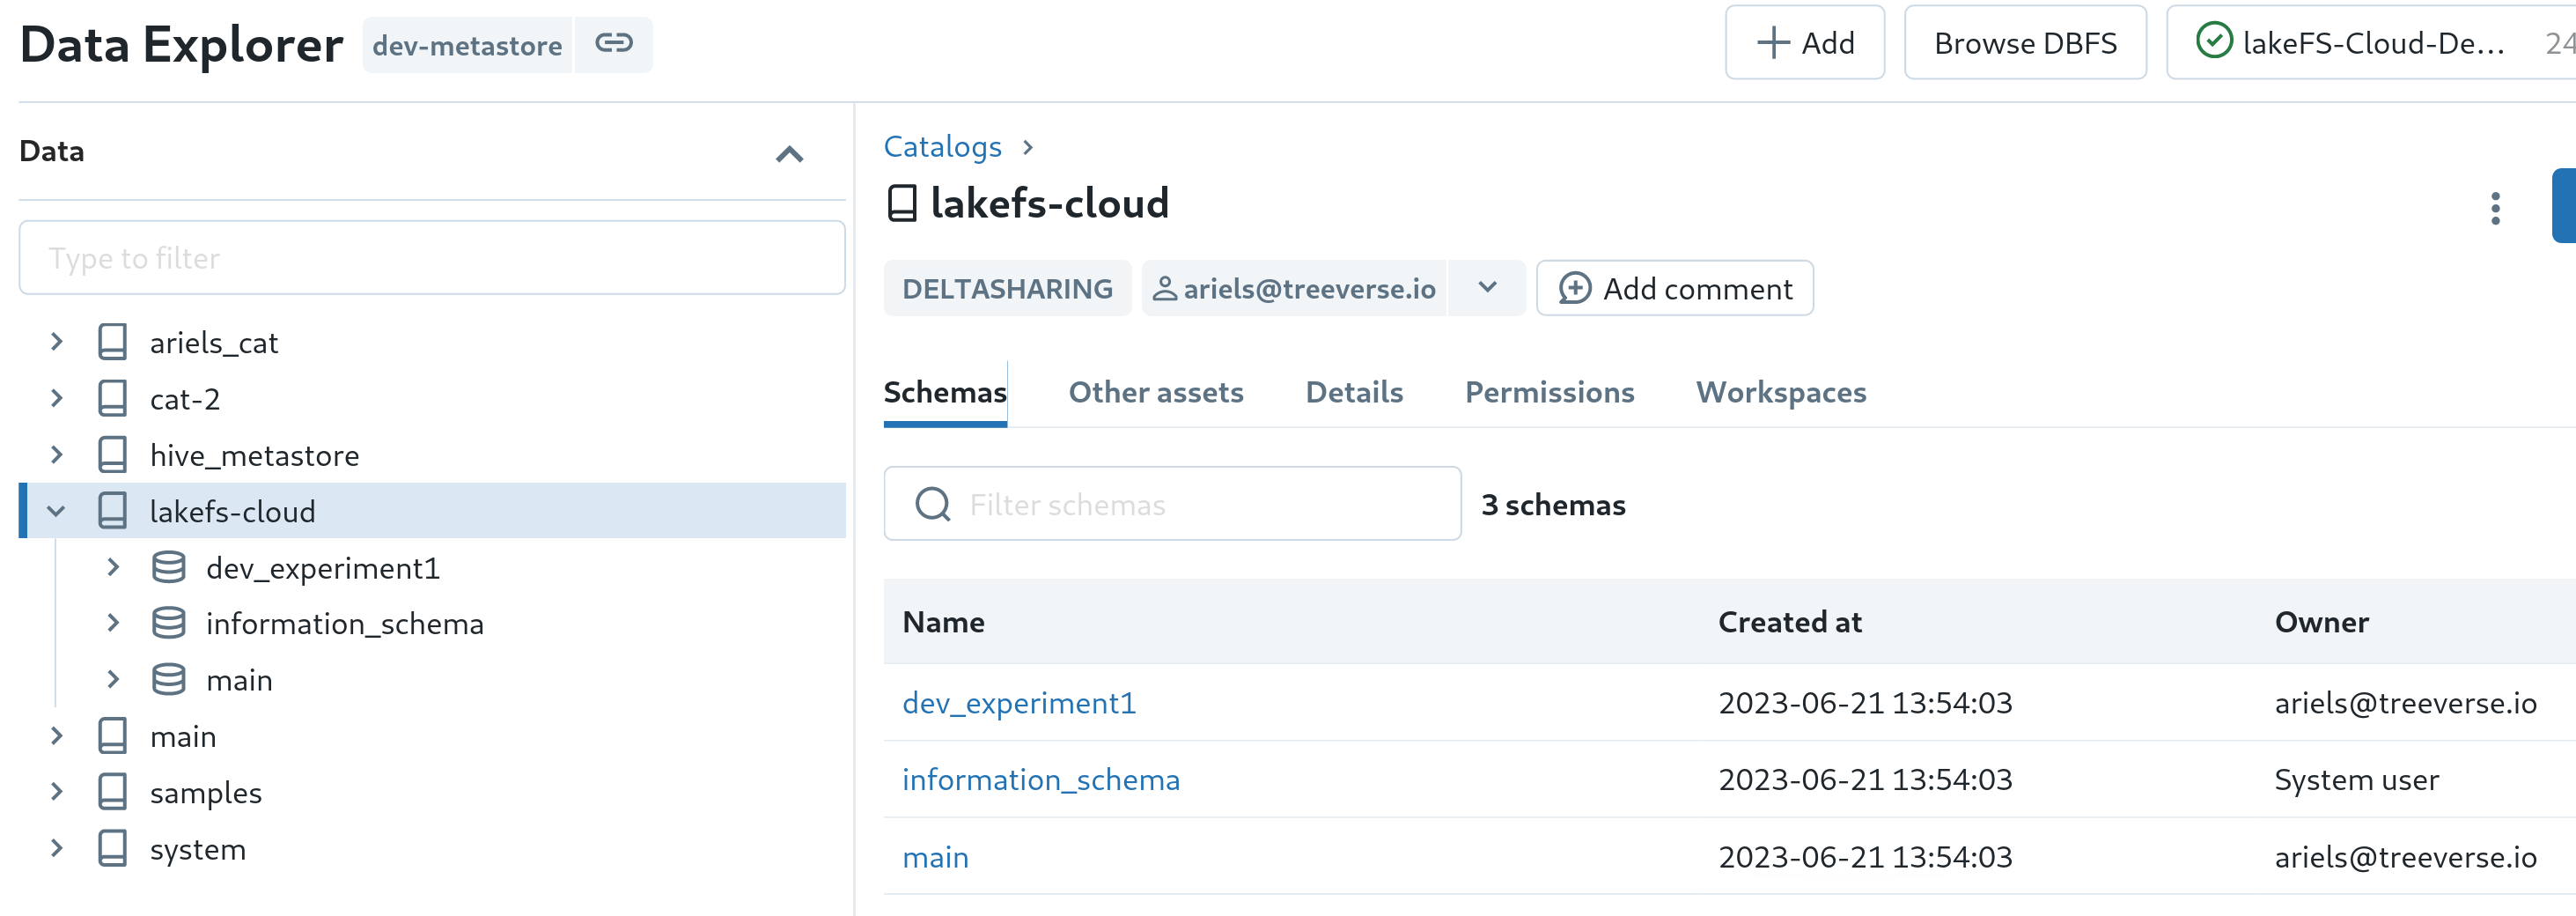 Data Explorer dev-metastore
Add Browse DBFS lakeFS-Cloud-De... 24
Data
Type to filter
ariels_cat
cat-2
hive_metastore
lakefs-cloud
dev_experiment1
information_schema
main
main
samples
system
Catalogs
lakefs-cloud
DELTASHARING ariels@treeverse.io Add comment
Schemas Other assets Details Permissions Workspaces
Filter schemas 3 schemas
Name Created at Owner
dev_experiment1 2023-06-21 13:54:03 ariels@treeverse.io
information_schema 2023-06-21 13:54:03 System user
main 2023-06-21 13:54:03 ariels@treeverse.io